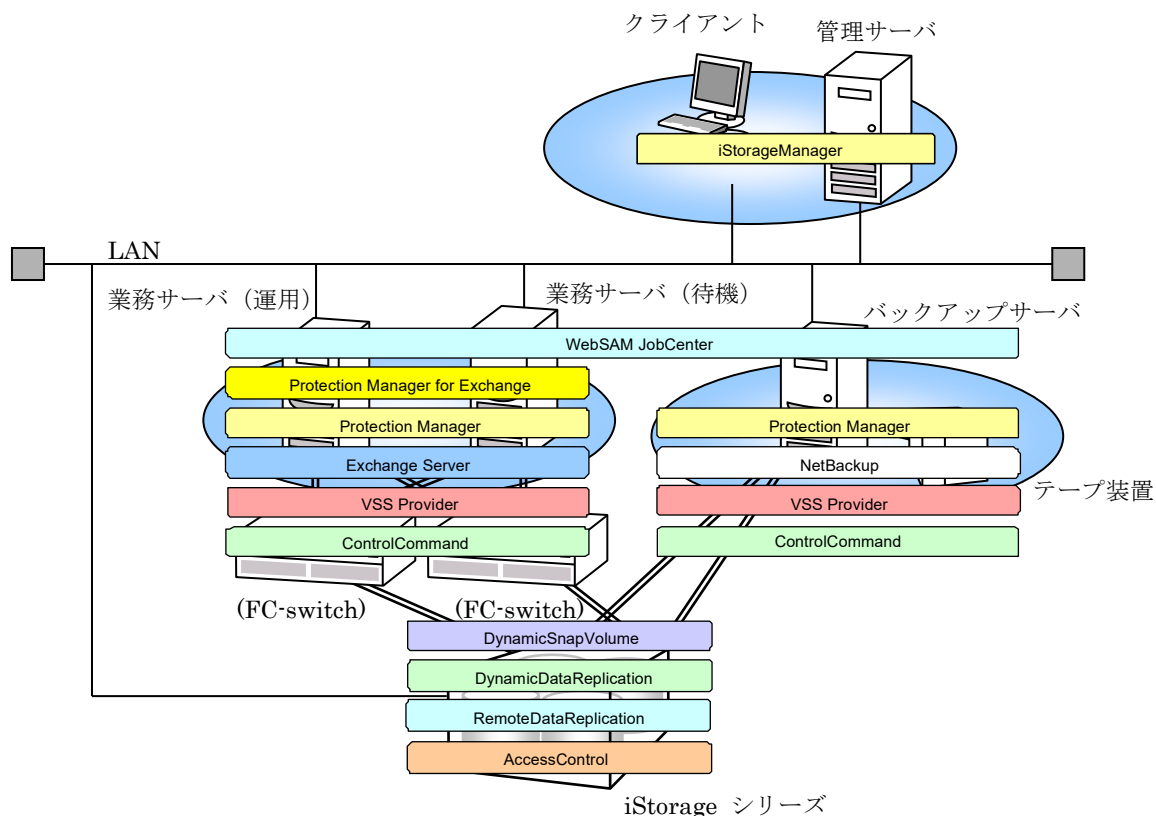 クライアント
管理サーバ
iStorageManager
LAN
業務サーバ（運用）
業務サーバ（待機）
バックアップサーバ
WebSAM JobCenter
Protection Manager for Exchange
Protection Manager
Protection Manager
Exchange Server
NetBackup
テープ装置
VSS Provider
VSS Provider
ControlCommand
ControlCommand
(FC-switch)
(FC-switch)
DynamicSnapVolume
DynamicDataReplication
RemoteDataReplication
AccessControl
iStorage シリーズ